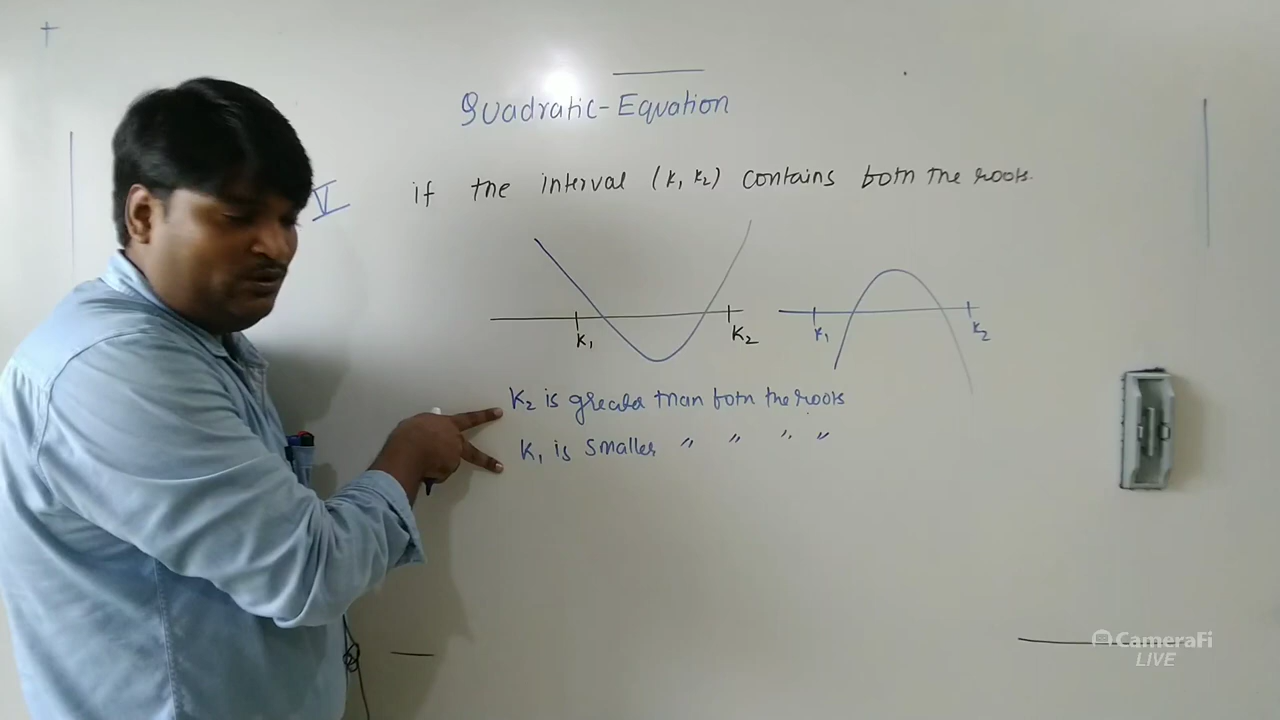 Quadratic-Equation
V if the interval (K, K2) contains both the roots.
K1 K2 K1 K2
K2 is greater than both the roots
K1 is smaller " " " "
CameraFi
LIVE